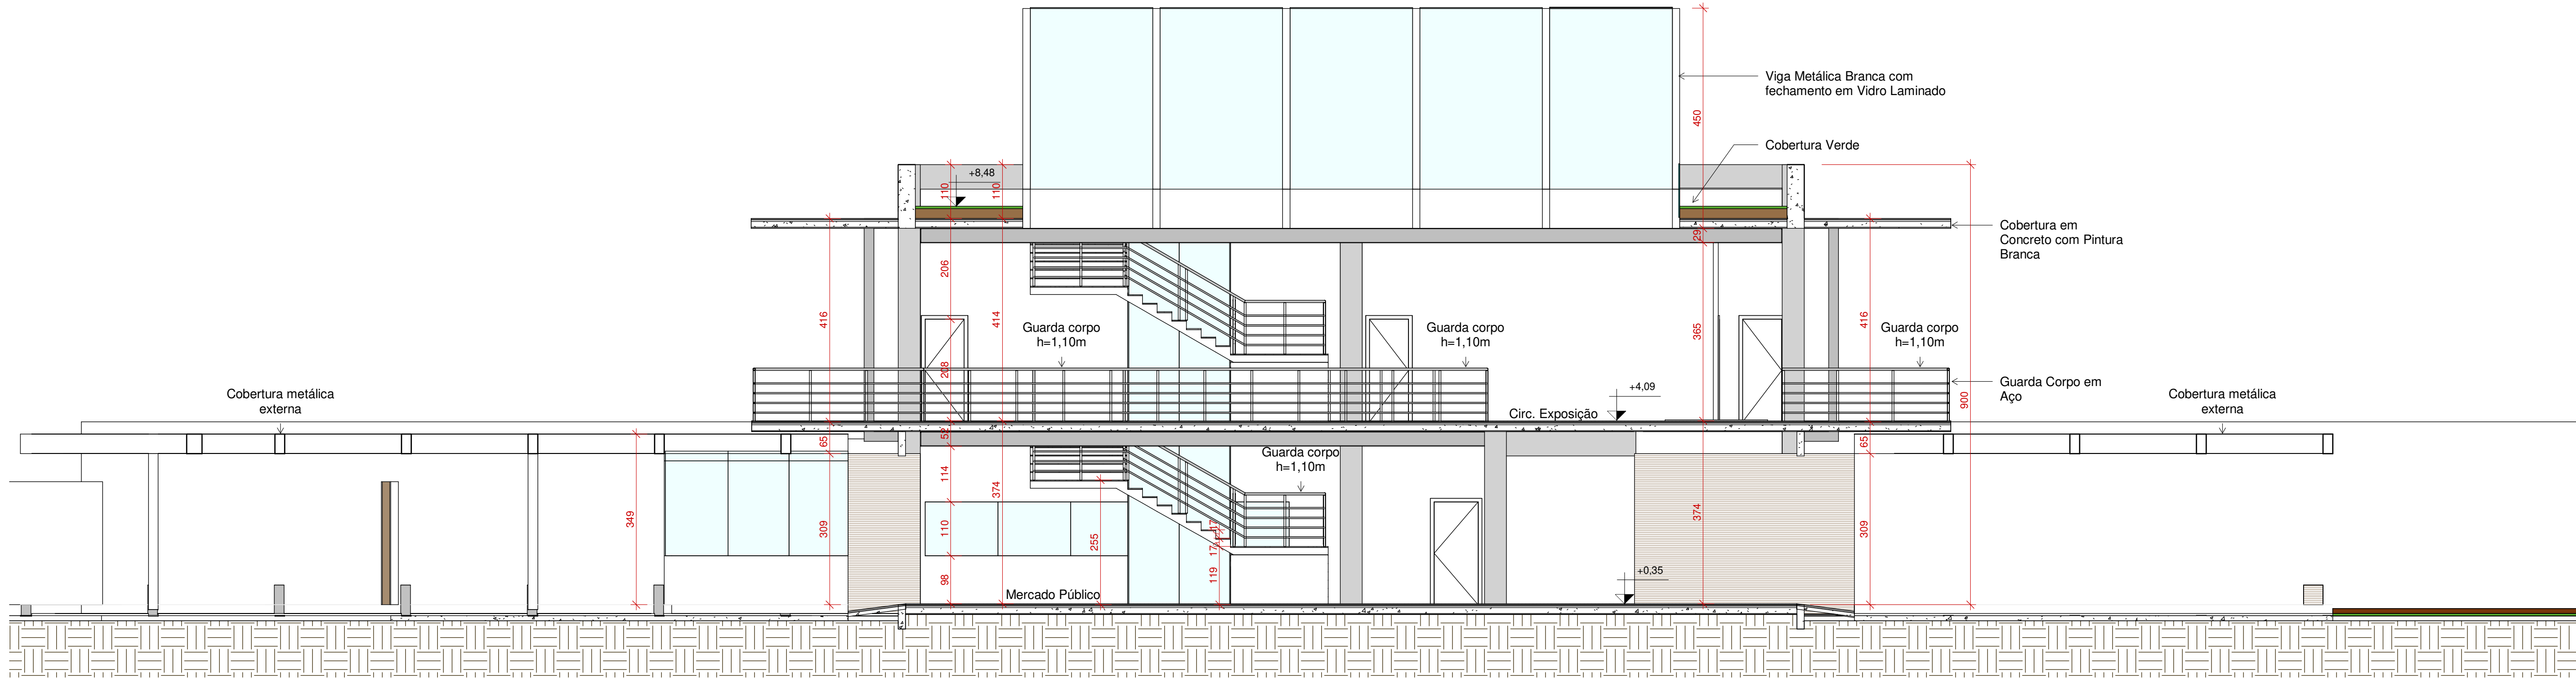 Viga Metálica Branca com
fechamento em Vidro Laminado
450
Cobertura Verde
+8,48
110
110
Cobertura em
Concreto com Pintura
Branca
29
206
416
414
365
416
Guarda corpo
h=1,10m
Guarda corpo
h=1,10m
Guarda corpo
h=1,10m
208
Guarda Corpo em
Aço
900
Cobertura metálica
externa
Cobertura metálica
externa
+4,09
Circ. Exposição
65
52
65
Guarda corpo
h=1,10m
114
374
349
309
110
255
17
17
374
309
+0,35
98
119
Mercado Público